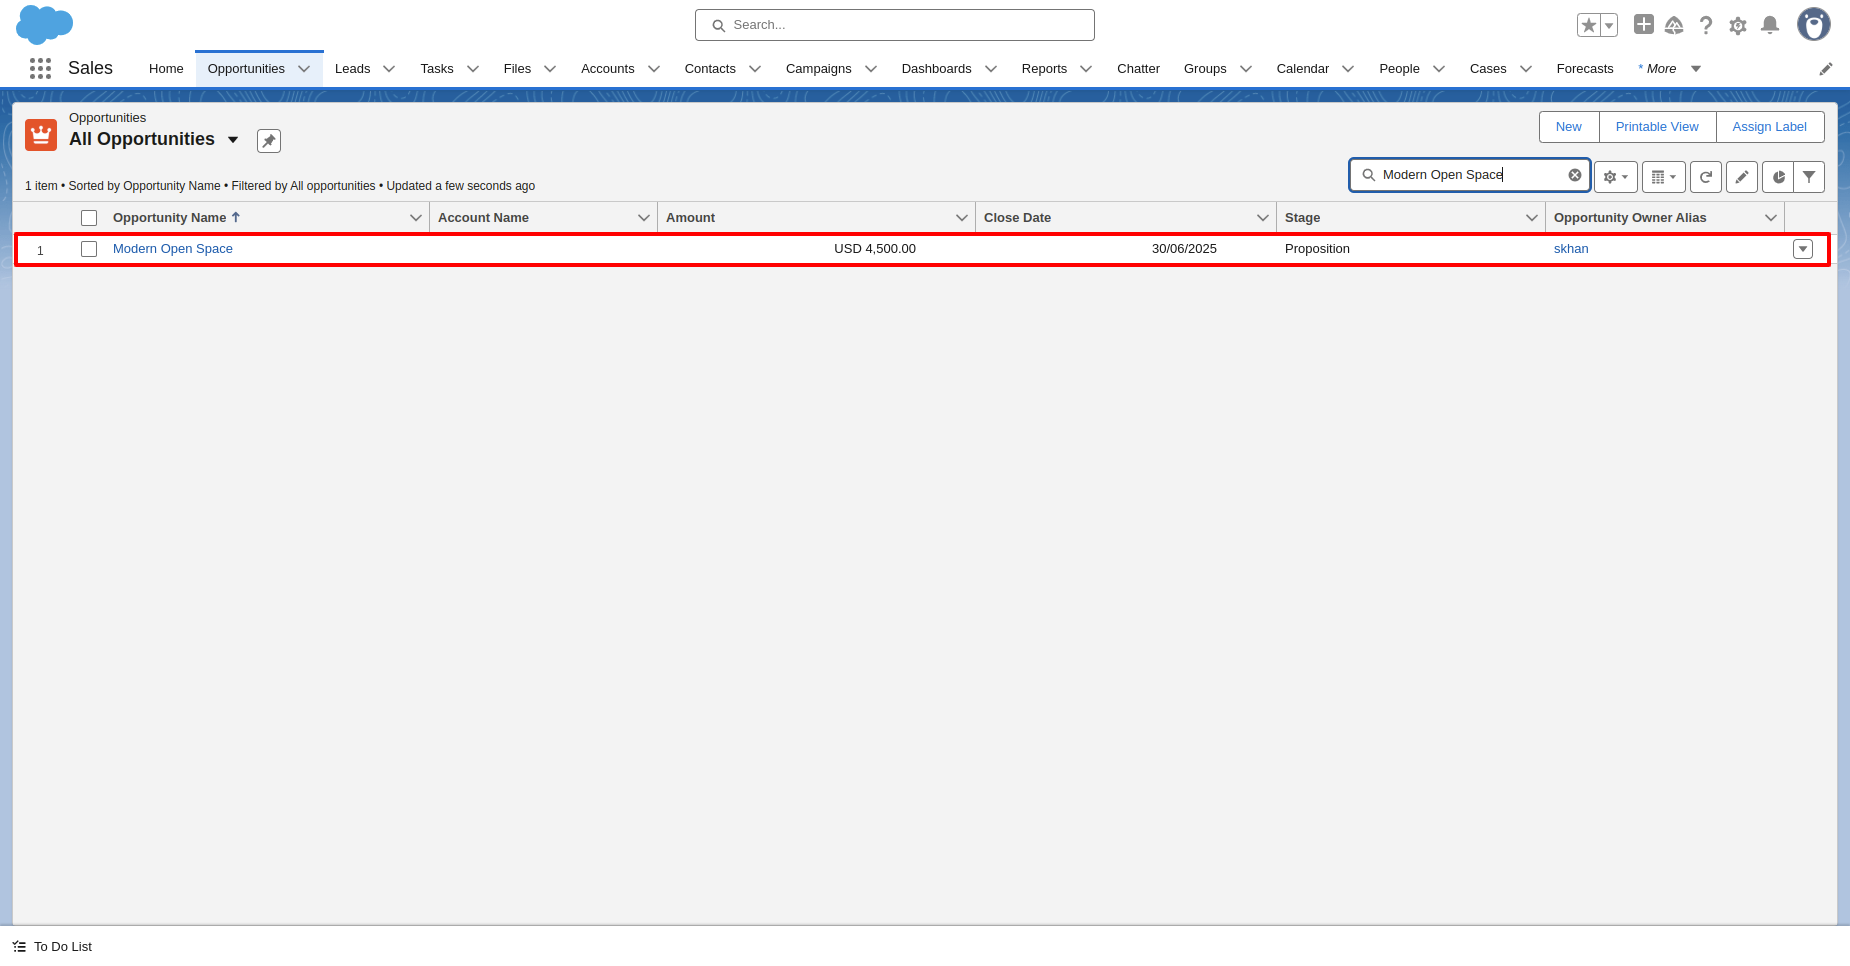 Search...
Sales
Home
Opportunities
Leads
Tasks
Files
Accounts
Contacts
Campaigns
Dashboards
Reports
Chatter
Groups
Calendar
People
Cases
Forecasts
* More
Opportunities
All Opportunities
New
Printable View
Assign Label
1 item • Sorted by Opportunity Name • Filtered by All opportunities • Updated a few seconds ago
Modern Open Space
Opportunity Name
Account Name
Amount
Close Date
Stage
Opportunity Owner Alias
1
Modern Open Space
USD 4,500.00
30/06/2025
Proposition
skhan
To Do List